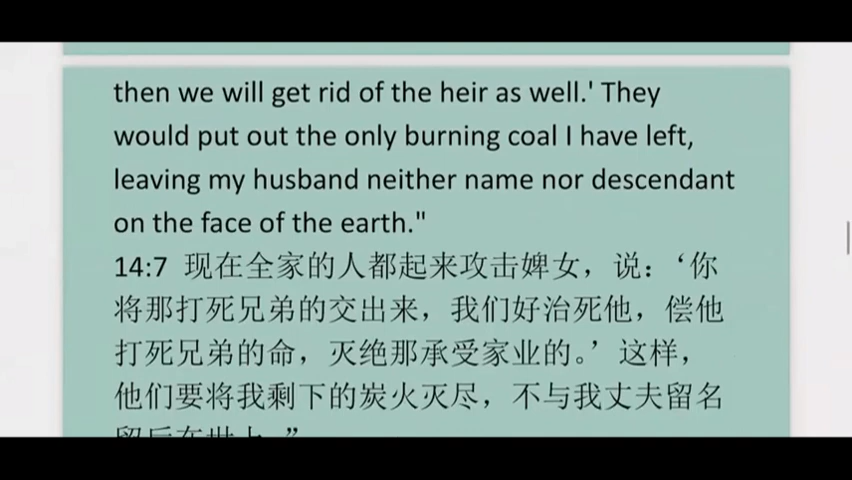 then we will get rid of the heir as well.' They
would put out the only burning coal I have left,
leaving my husband neither name nor descendant
on the face of the earth."
14:7 现在全家的人都起来攻击婢女，说：‘你
将那打死兄弟的交出来，我们好治死他，偿他
打死兄弟的命，灭绝那承受家业的。’这样，
他们要将我剩下的炭火灭尽，不与我丈夫留名
留后在世上。”